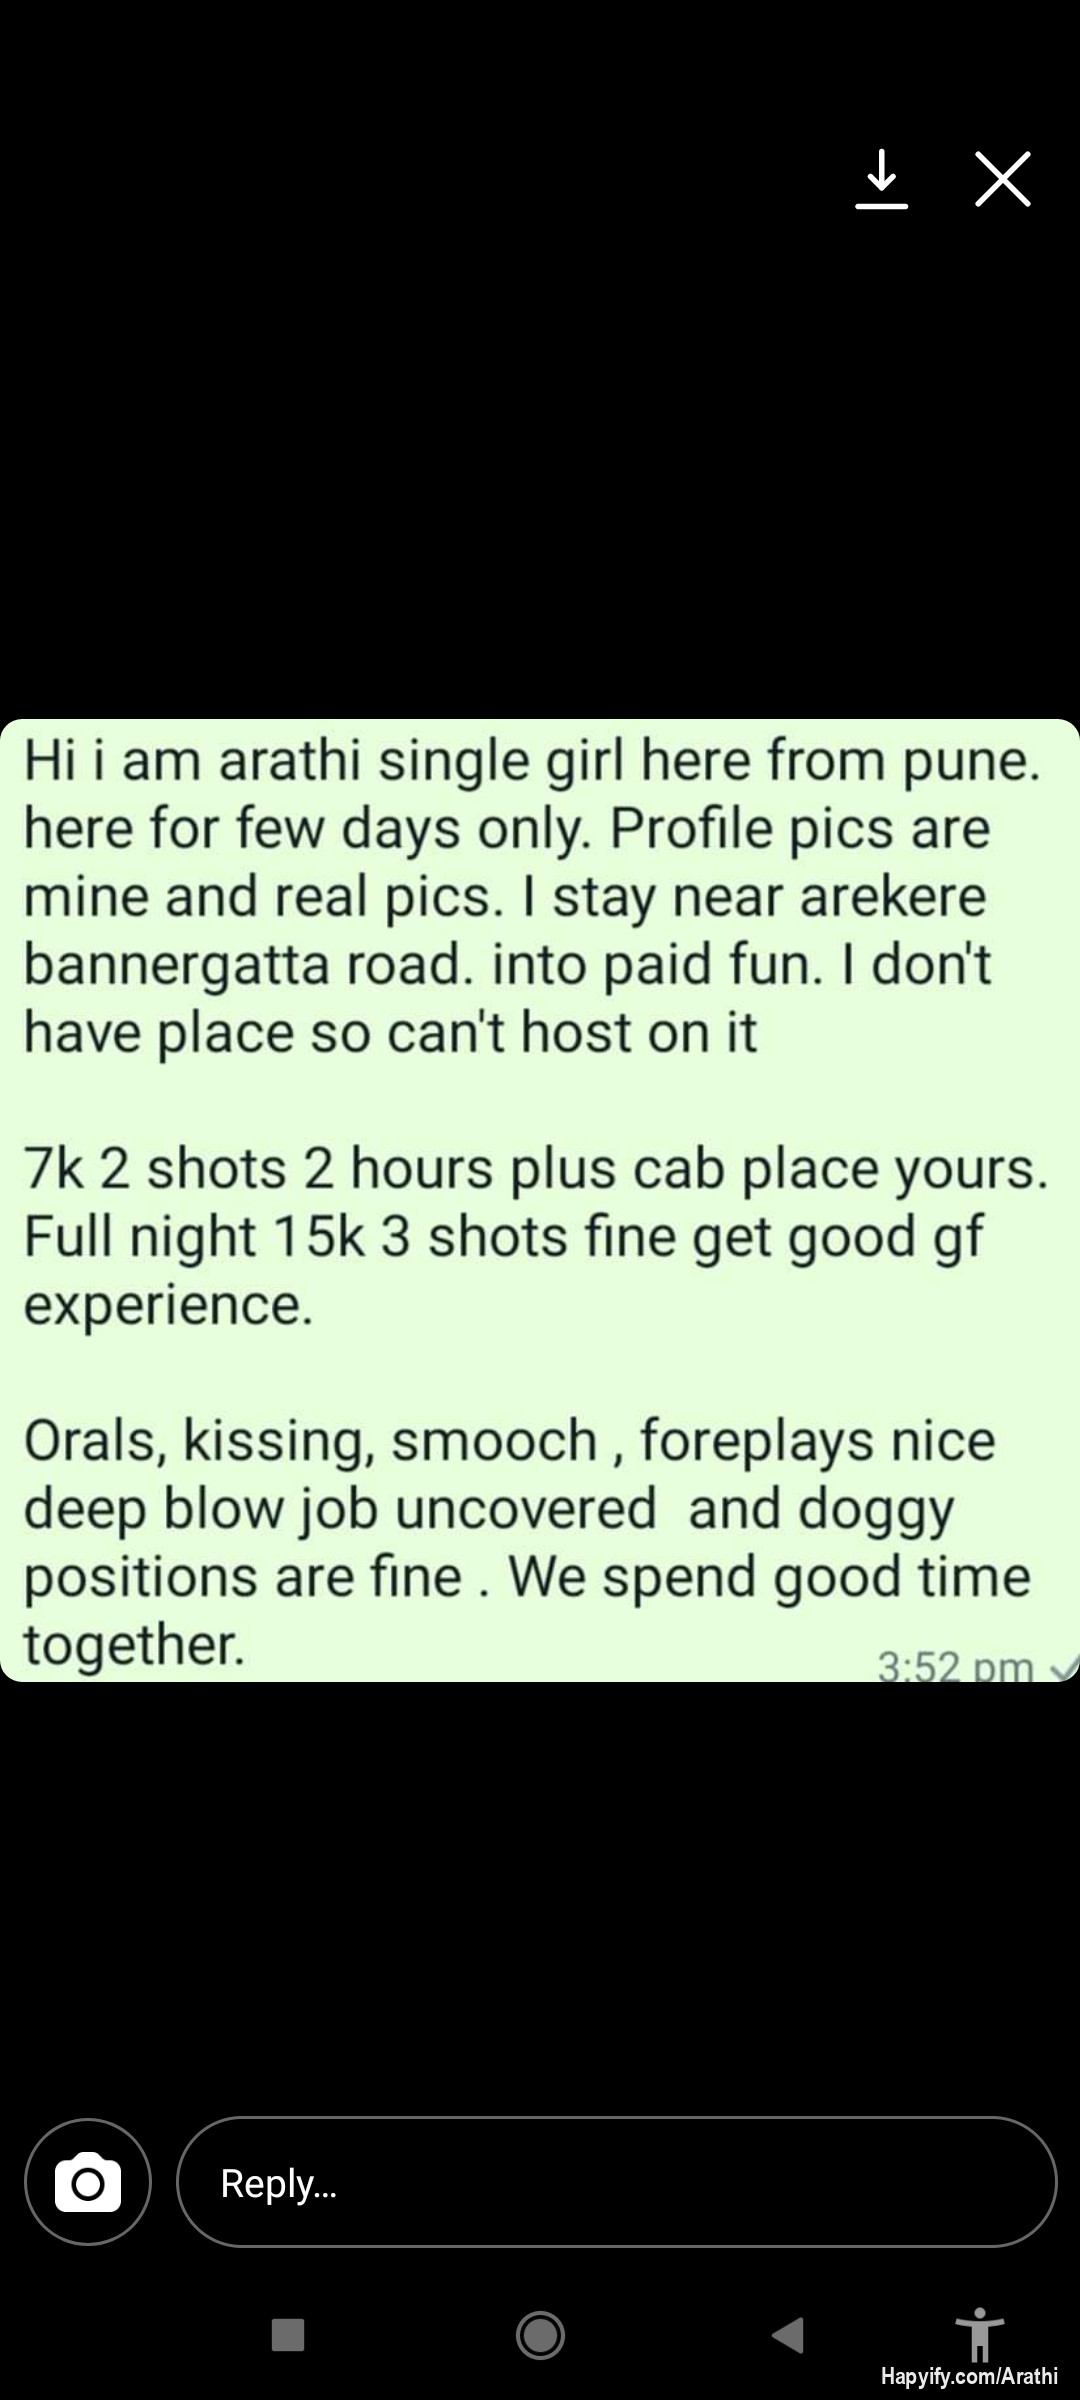 Hi i am arathi single girl here from pune.
here for few days only. Profile pics are
mine and real pics. I stay near arekere
bannergatta road. into paid fun. I don't
have place so can't host on it
7k 2 shots 2 hours plus cab place yours.
Full night 15k 3 shots fine get good gf
experience.
Orals, kissing, smooch , foreplays nice
deep blow job uncovered  and doggy
positions are fine . We spend good time
together.
3:52 pm
Reply...
Hapyify.com/Arathi